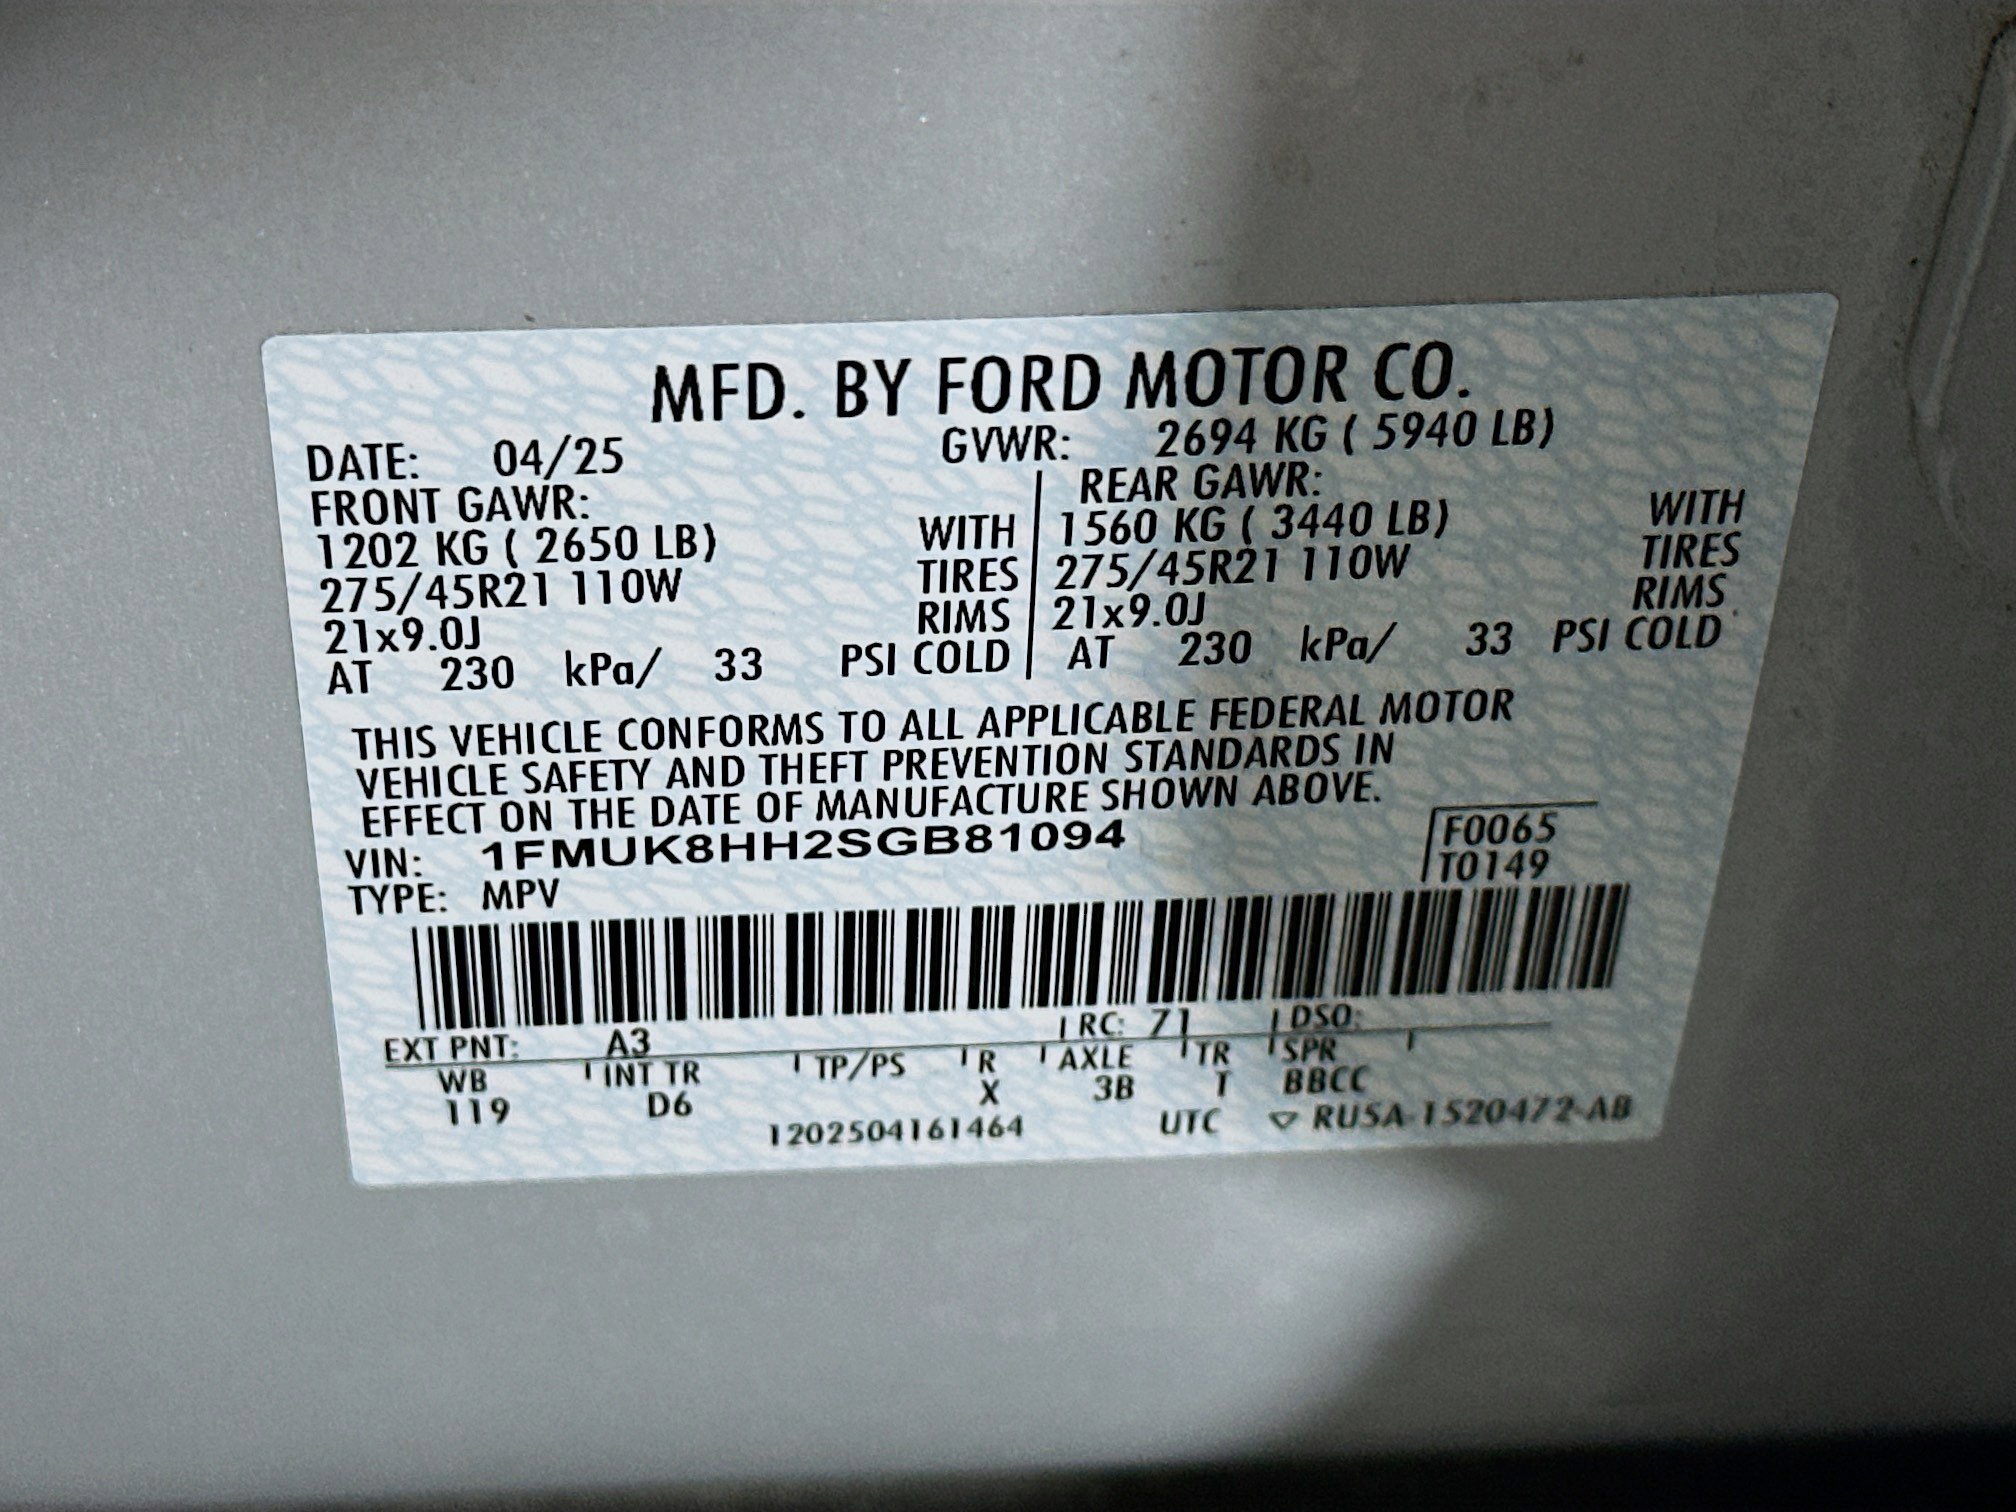 MFD. BY FORD MOTOR CO.
DATE: 04/25 GVWR: 2694 KG ( 5940 LB)
FRONT GAWR: REAR GAWR:
1202 KG ( 2650 LB) WITH 1560 KG ( 3440 LB) WITH
275/45R21 110W TIRES 275/45R21 110W TIRES
21x9.0J RIMS 21x9.0J RIMS
AT 230 kPa/ 33 PSI COLD AT 230 kPa/ 33 PSI COLD
THIS VEHICLE CONFORMS TO ALL APPLICABLE FEDERAL MOTOR
VEHICLE SAFETY AND THEFT PREVENTION STANDARDS IN
EFFECT ON THE DATE OF MANUFACTURE SHOWN ABOVE.
VIN: 1FMUK8HH2SGB81094 F0065
TYPE: MPV T0149
EXT PNT: A3 RC: 71 DSO:
WB INT TR TP/PS R AXLE TR SPR
119 D6 X 3B T BBCC
1202504161464 UTC ▽ RUSA-1520472-AB